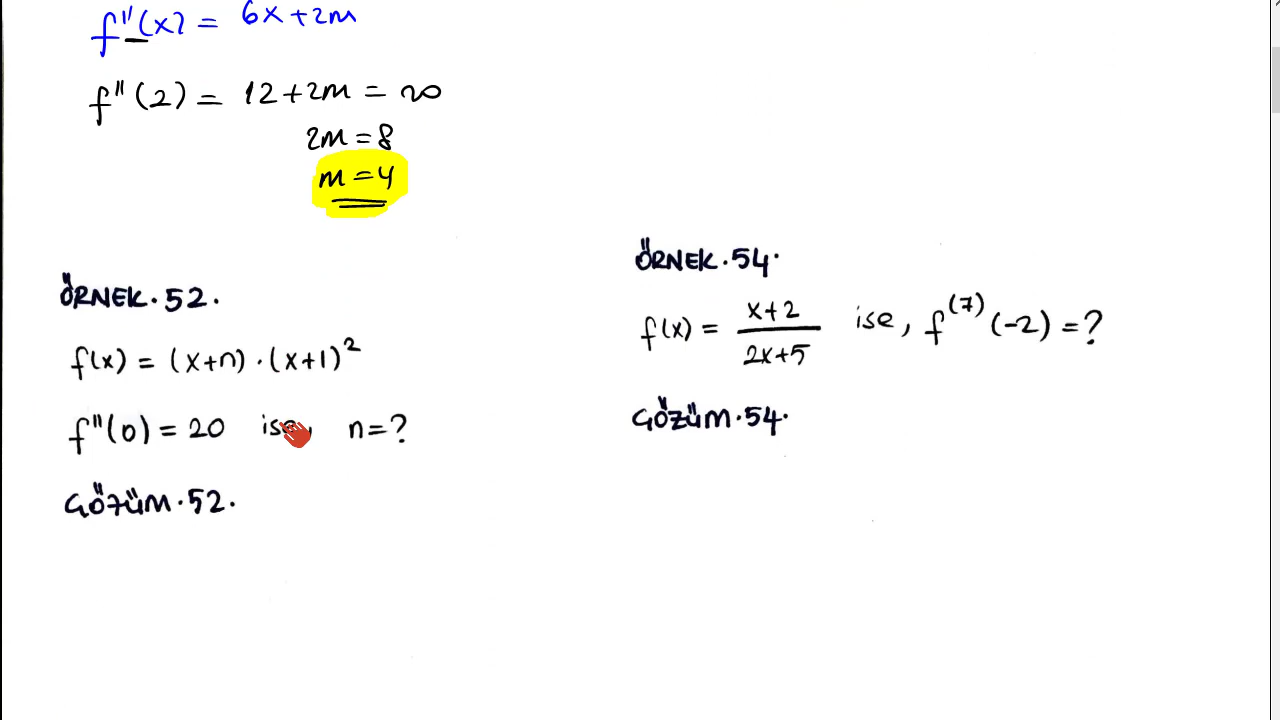 f''(x) = 6x+2m
f''(2) = 12+2m = 20
2m=8
m=4
ÖRNEK.52.
f(x) = (x+n).(x+1)²
f''(0) = 20 ise, n=?
ÇÖZÜM.52.
ÖRNEK.54.
f(x) = x+2 / 2x+5 ise, f⁽⁷⁾(-2)=?
ÇÖZÜM.54.